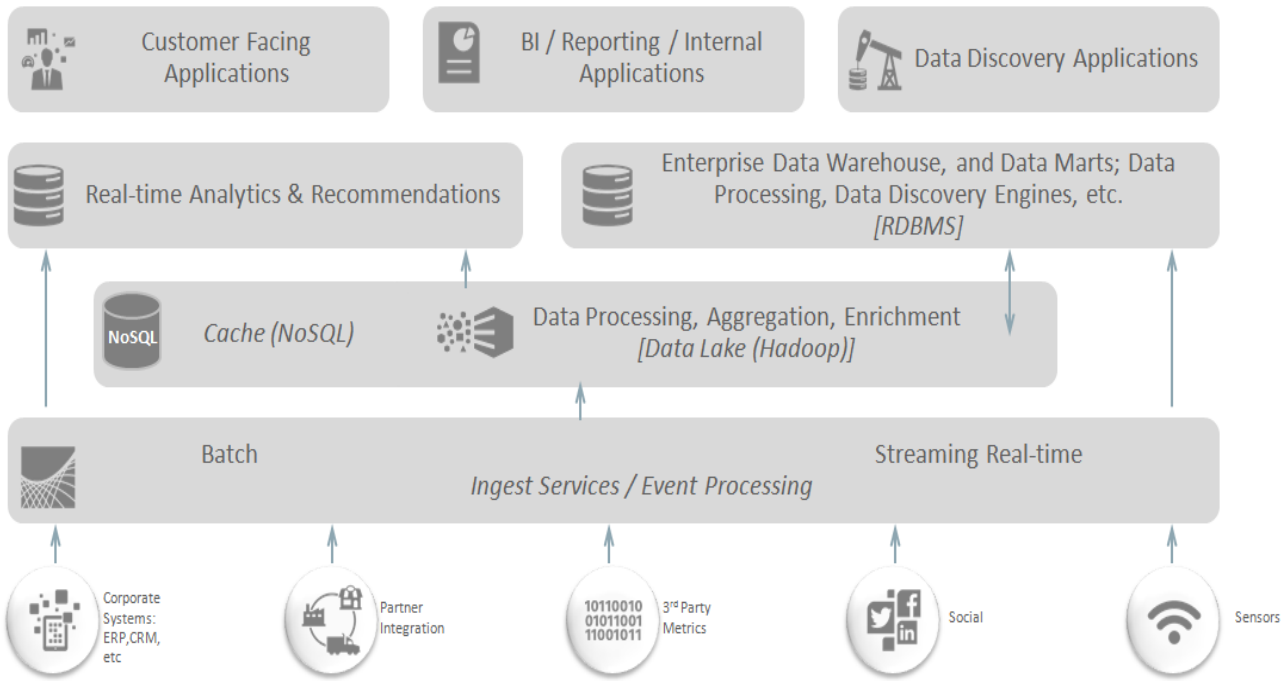 Customer Facing
Applications
BI / Reporting / Internal
Applications
Data Discovery Applications
Real-time Analytics & Recommendations
Enterprise Data Warehouse, and Data Marts; Data
Processing, Data Discovery Engines, etc.
[RDBMS]
NoSQL
Cache (NoSQL)
Data Processing, Aggregation, Enrichment
[Data Lake (Hadoop)]
Batch
Streaming Real-time
Ingest Services / Event Processing
Corporate
Systems:
ERP,CRM,
etc
Partner
Integration
10110010
01011001
11001011
3rd Party
Metrics
Social
Sensors